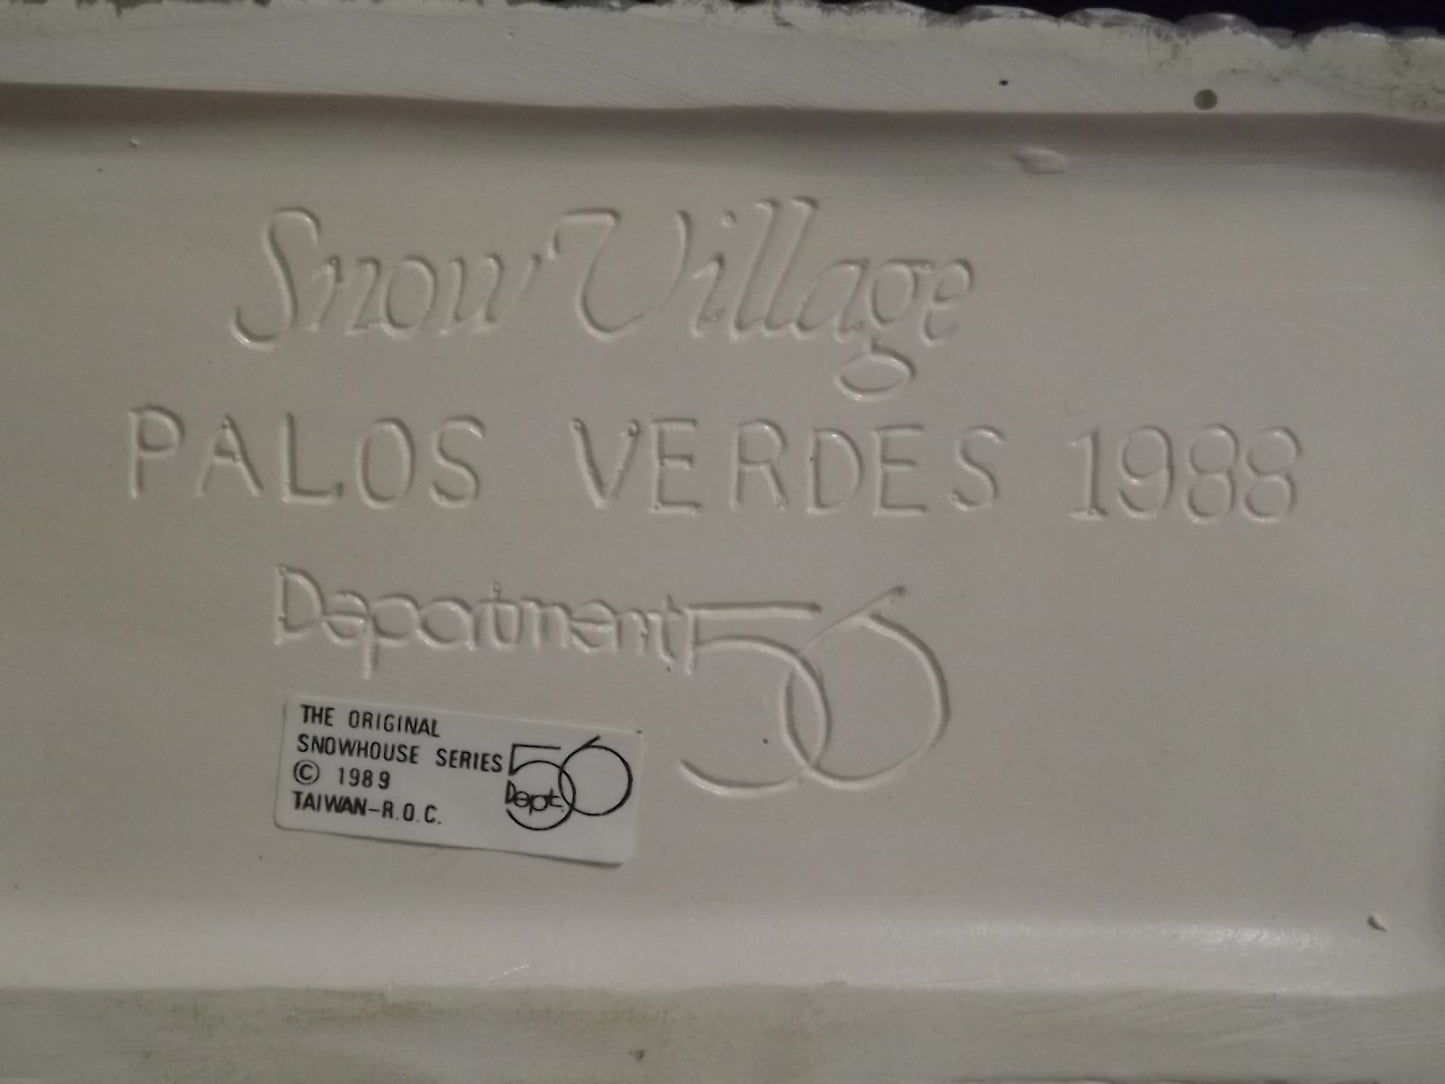 Snow Village
PALOS VERDES 1988
Department 56
THE ORIGINAL
SNOWHOUSE SERIES
© 1989
TAIWAN-R.O.C.
56
Dept.